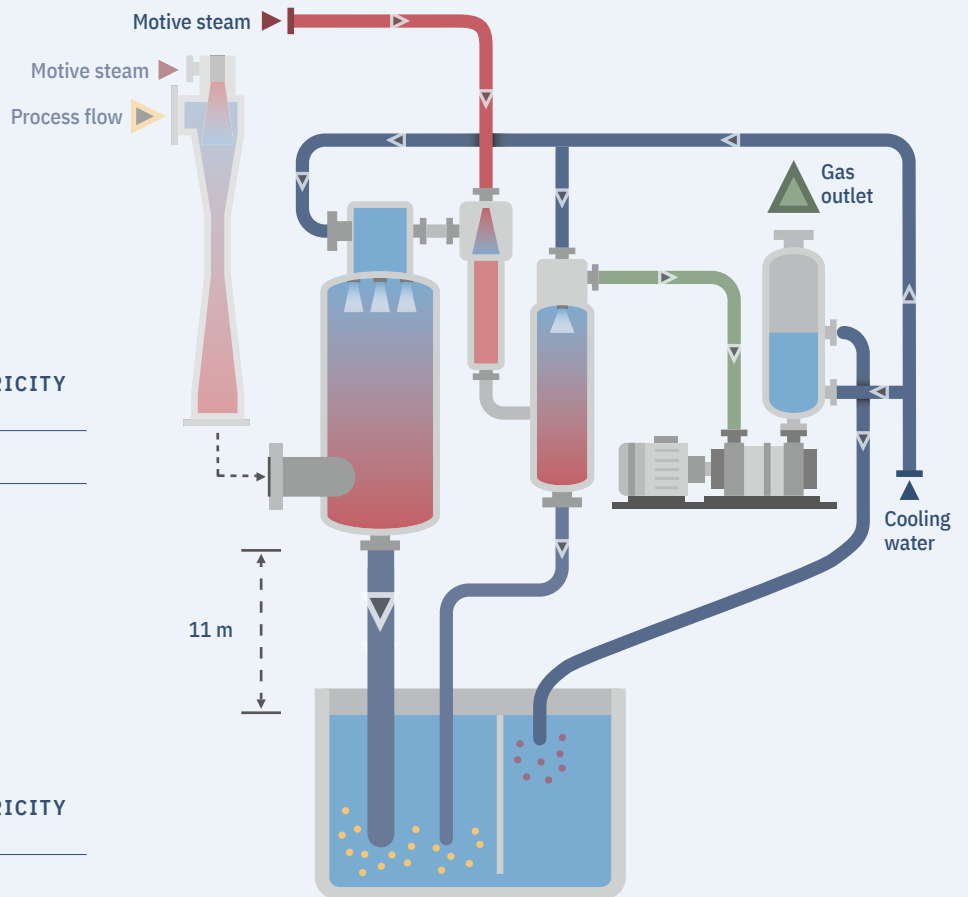 Motive steam
Motive steam
Process flow
Gas
outlet
RICITY
Cooling
water
11 m
RICITY